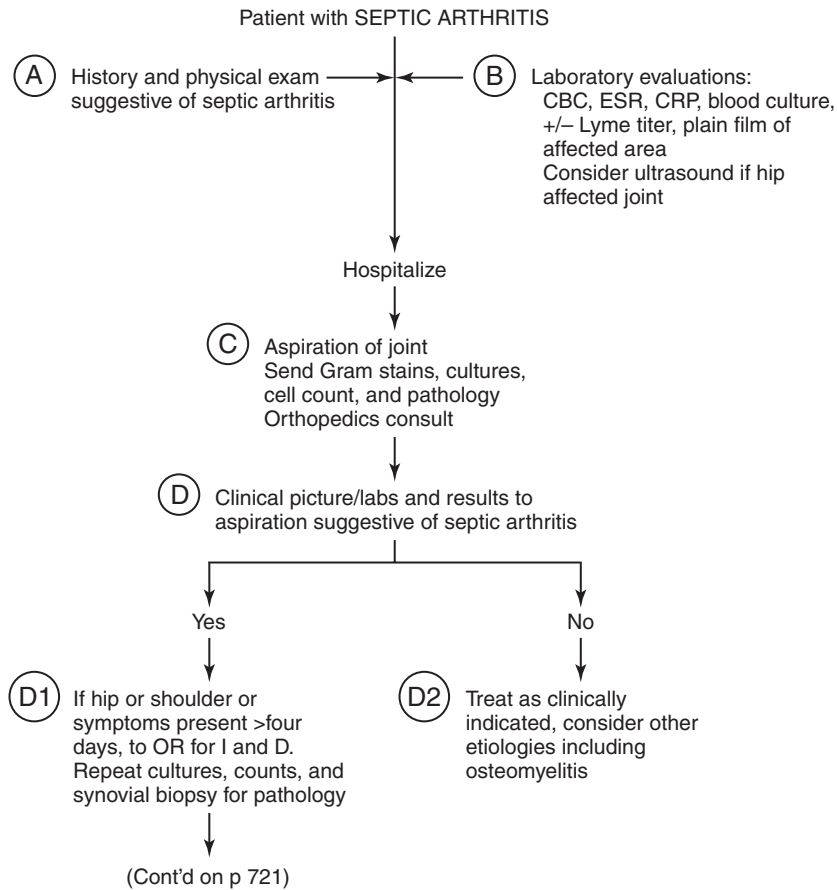 Patient with SEPTIC ARTHRITIS
A
History and physical exam
suggestive of septic arthritis
B
Laboratory evaluations:
CBC, ESR, CRP, blood culture,
+/– Lyme titer, plain film of
affected area
Consider ultrasound if hip
affected joint
Hospitalize
C
Aspiration of joint
Send Gram stains, cultures,
cell count, and pathology
Orthopedics consult
D
Clinical picture/labs and results to
aspiration suggestive of septic arthritis
Yes
No
D1
If hip or shoulder or
symptoms present >four
days, to OR for I and D.
Repeat cultures, counts, and
synovial biopsy for pathology
D2
Treat as clinically
indicated, consider other
etiologies including
osteomyelitis
(Cont'd on p 721)